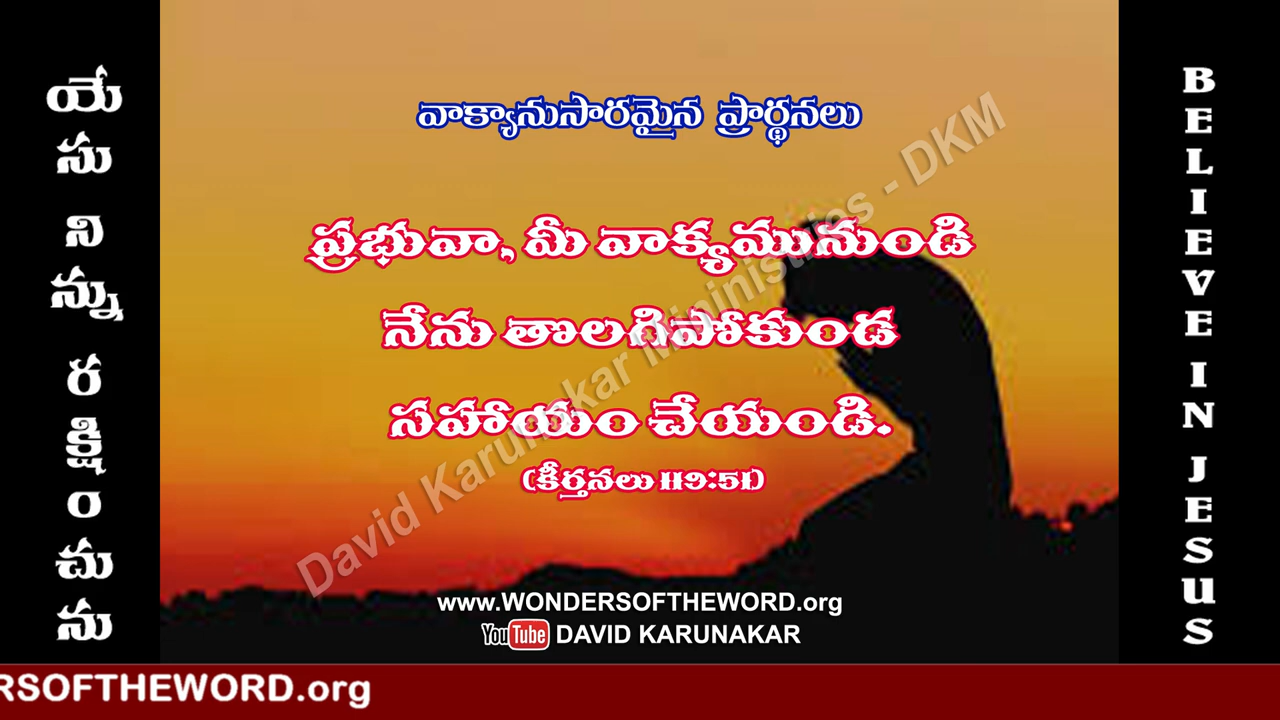 యేసు నిన్ను రక్షించును
వాక్యానుసారమైన ప్రార్థనలు
ప్రభువా, మీ వాక్యమునుండి
నేను తొలగిపోకుండ
సహాయం చేయండి.
(కీర్తనలు 119:51)
David Karunakar Mininistries - DKM
www.WONDERSOFTHEWORD.org
YouTube DAVID KARUNAKAR
BELIEVE IN JESUS
RSOFTHEWORD.org